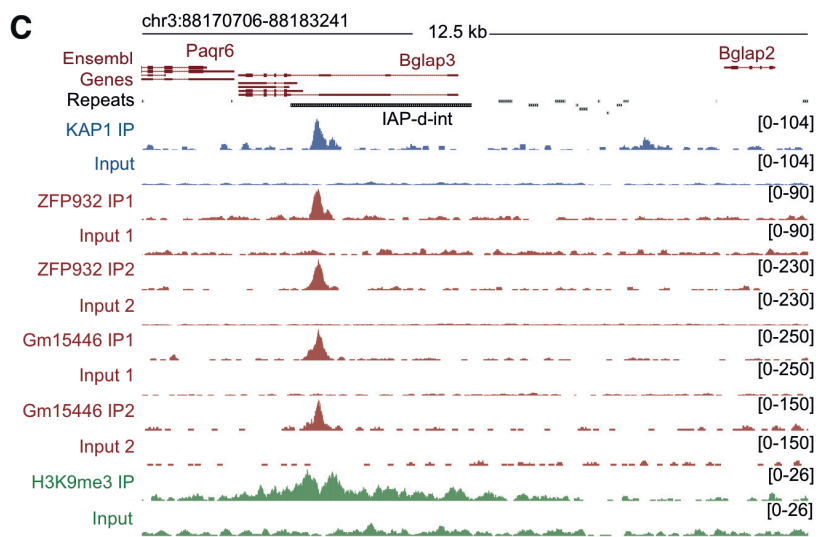 C
chr3:88170706-88183241
12.5 kb
Ensembl
Genes
Paqr6
Bglap3
Bglap2
Repeats
IAP-d-int
KAP1 IP [0-104]
Input [0-104]
ZFP932 IP1 [0-90]
Input 1 [0-90]
ZFP932 IP2 [0-230]
Input 2 [0-230]
Gm15446 IP1 [0-250]
Input 1 [0-250]
Gm15446 IP2 [0-150]
Input 2 [0-150]
H3K9me3 IP [0-26]
Input [0-26]